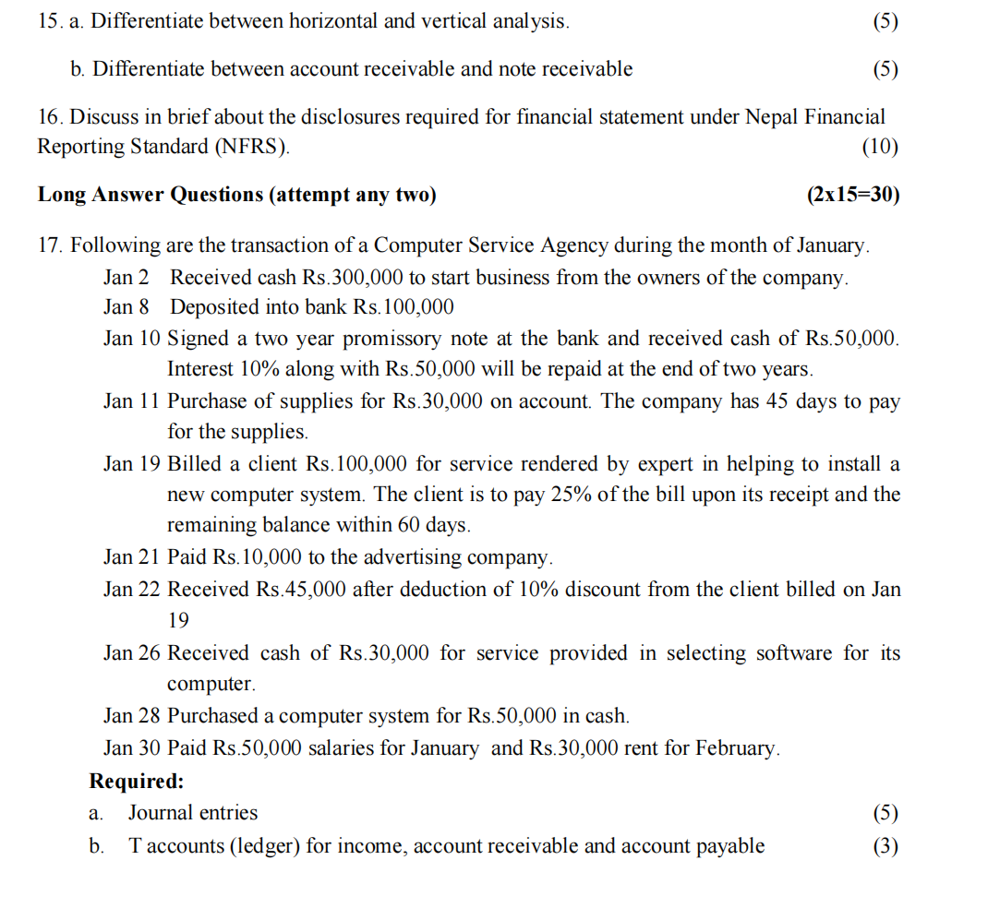 15. a. Differentiate between horizontal and vertical analysis. (5)
b. Differentiate between account receivable and note receivable (5)
16. Discuss in brief about the disclosures required for financial statement under Nepal Financial
Reporting Standard (NFRS). (10)
Long Answer Questions (attempt any two) (2x15=30)
17. Following are the transaction of a Computer Service Agency during the month of January.
Jan 2 Received cash Rs.300,000 to start business from the owners of the company.
Jan 8 Deposited into bank Rs.100,000
Jan 10 Signed a two year promissory note at the bank and received cash of Rs.50,000.
Interest 10% along with Rs.50,000 will be repaid at the end of two years.
Jan 11 Purchase of supplies for Rs.30,000 on account. The company has 45 days to pay
for the supplies.
Jan 19 Billed a client Rs.100,000 for service rendered by expert in helping to install a
new computer system. The client is to pay 25% of the bill upon its receipt and the
remaining balance within 60 days.
Jan 21 Paid Rs.10,000 to the advertising company.
Jan 22 Received Rs.45,000 after deduction of 10% discount from the client billed on Jan
19
Jan 26 Received cash of Rs.30,000 for service provided in selecting software for its
computer.
Jan 28 Purchased a computer system for Rs.50,000 in cash.
Jan 30 Paid Rs.50,000 salaries for January and Rs.30,000 rent for February.
Required:
a. Journal entries (5)
b. T accounts (ledger) for income, account receivable and account payable (3)